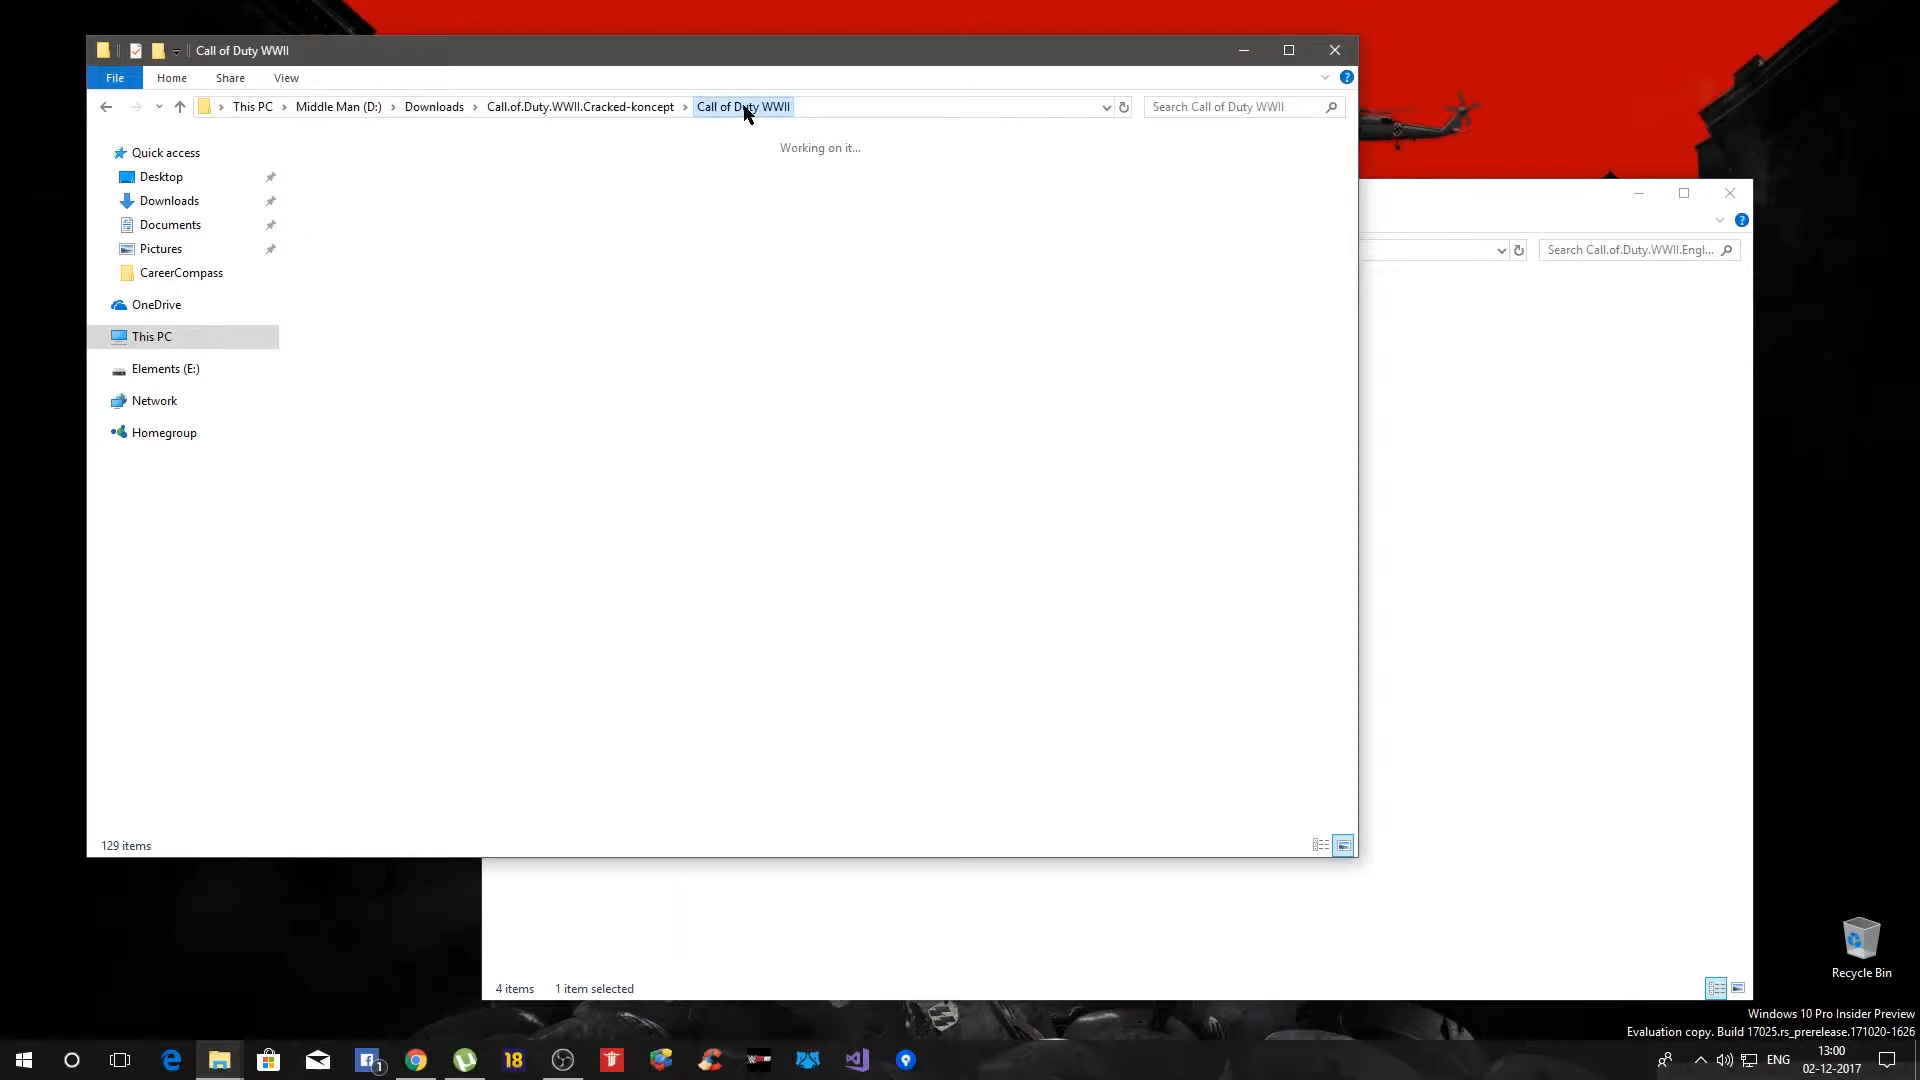 Call of Duty WWII
File Home Share View
This PC Middle Man (D:) Downloads Call.of.Duty.WWII.Cracked-koncept Call of Duty WWII Search Call of Duty WWII
Working on it...
Quick access
Desktop
Downloads
Documents
Pictures
CareerCompass
OneDrive
This PC
Elements (E:)
Network
Homegroup
129 items
Search Call.of.Duty.WWII.Engl...
4 items 1 item selected
Recycle Bin
Windows 10 Pro Insider Preview
Evaluation copy. Build 17025.rs_prerelease.171020-1626
1
18
ENG
13:00
02-12-2017